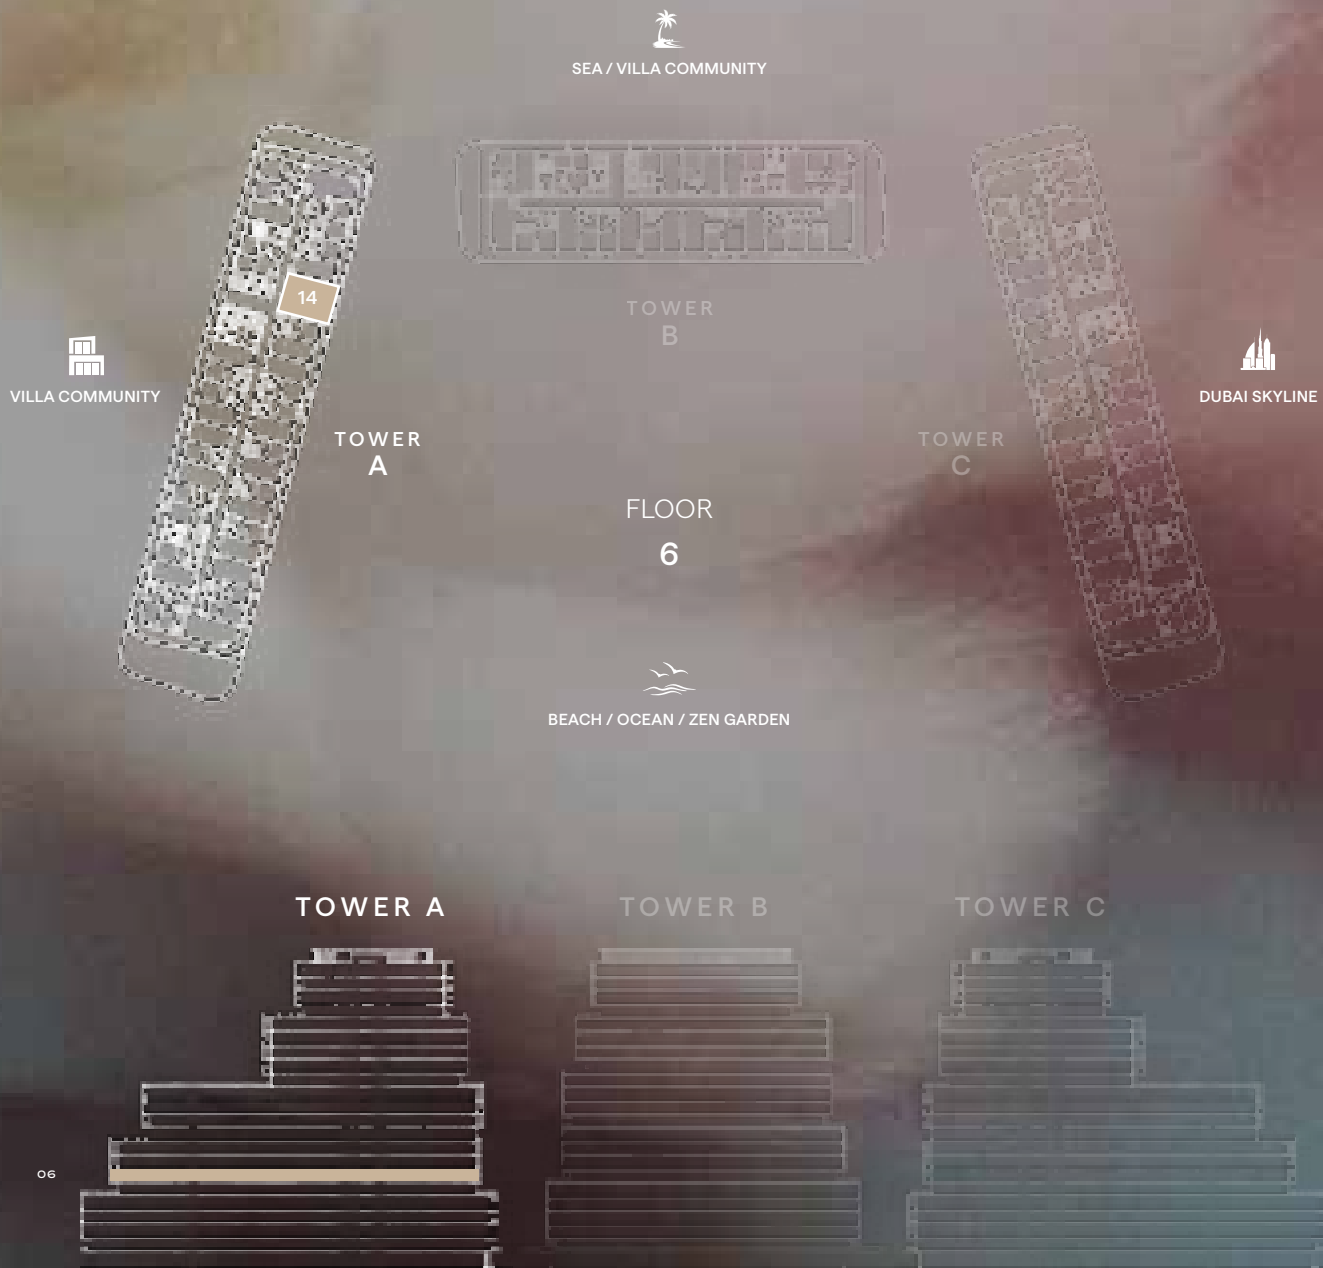 SEA / VILLA COMMUNITY
14
TOWER
B
VILLA COMMUNITY
DUBAI SKYLINE
TOWER
A
TOWER
C
FLOOR
6
BEACH / OCEAN / ZEN GARDEN
TOWER A
TOWER B
TOWER C
06